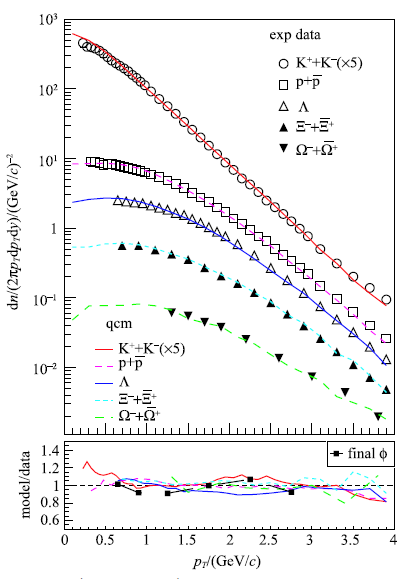 10³
10²
10
1
10⁻¹
10⁻²
dn/(2πp_T dp_T dy)/(GeV/c)⁻²
exp data
K⁺+K⁻(×5)
p+p̅
Λ
Ξ⁻+Ξ̅⁺
Ω⁻+Ω̅⁺
qcm
K⁺+K⁻(×5)
p+p̅
Λ
Ξ⁻+Ξ̅⁺
Ω⁻+Ω̅⁺
1.4
1.2
1.0
0.8
0.6
model/data
final ϕ
0 0.5 1 1.5 2 2.5 3 3.5 4
p_T/(GeV/c)